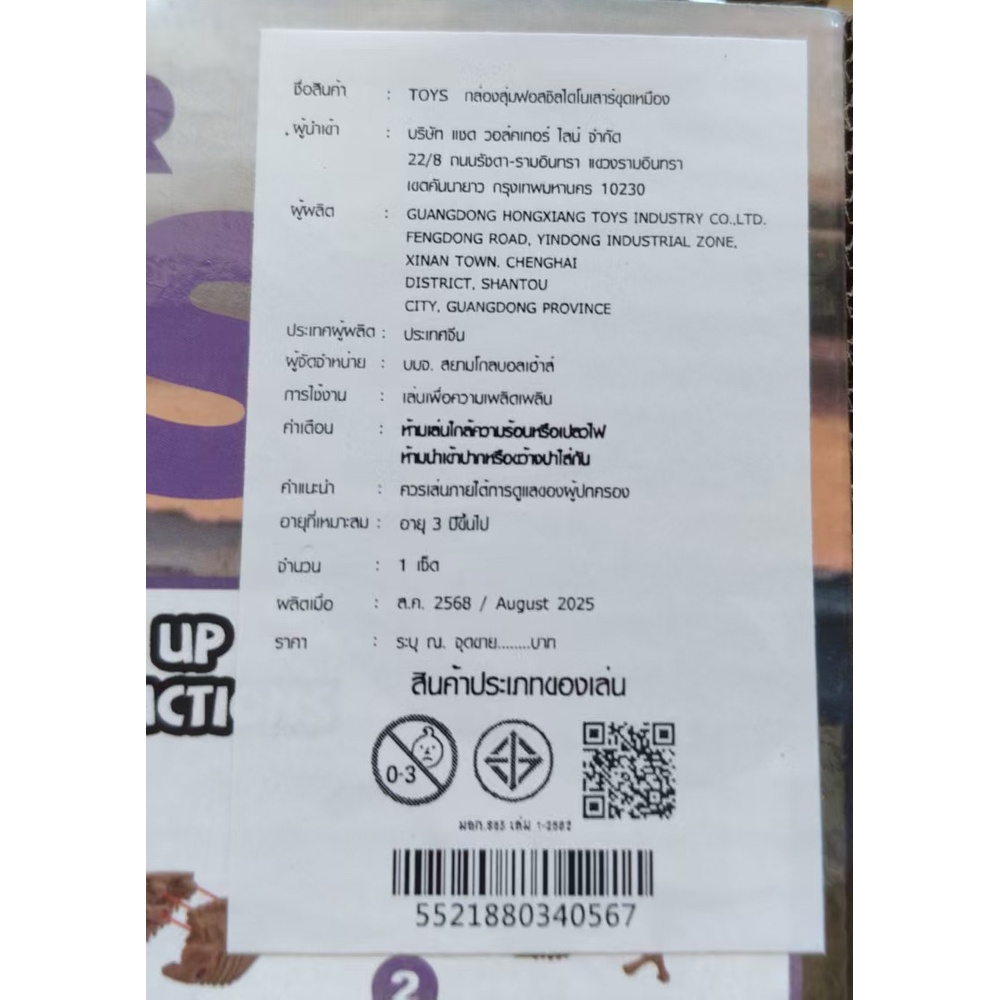 R
S
ชื่อสินค้า : TOYS กล่องสุ่มฟอสซิลไดโนเสาร์ขุดเหมือง
ผู้นำเข้า : บริษัท แชด วอล์คเกอร์ ไลน์ จำกัด
22/8 ถนนรัชดา-รามอินทรา แขวงรามอินทรา
เขตคันนายาว กรุงเทพมหานคร 10230
ผู้ผลิต : GUANGDONG HONGXIANG TOYS INDUSTRY CO.,LTD.
FENGDONG ROAD, YINDONG INDUSTRIAL ZONE,
XINAN TOWN. CHENGHAI
DISTRICT, SHANTOU
CITY, GUANGDONG PROVINCE
ประเทศผู้ผลิต : ประเทศจีน
ผู้จัดจำหน่าย : บมจ. สยามโกลบอลเฮ้าส์
การใช้งาน : เล่นเพื่อความเพลิดเพลิน
คำเตือน : ห้ามเล่นใกล้ความร้อนหรือเปลวไฟ
ห้ามนำเข้าปากหรือขว้างปาใส่กัน
คำแนะนำ : ควรเล่นภายใต้การดูแลของผู้ปกครอง
อายุที่เหมาะสม : อายุ 3 ปีขึ้นไป
จำนวน : 1 เซ็ต
ผลิตเมื่อ : ส.ค. 2568 / August 2025
ราคา : ระบุ ณ. จุดขาย........บาท
สินค้าประเภทของเล่น
0-3
มอก.685 เล่ม 1-2562
5521880340567
UP
ICTIONS
2